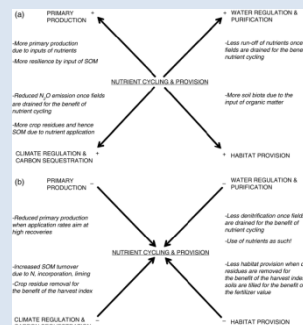 (a)
PRIMARY
PRODUCTION
+
+
WATER REGULATION &
PURIFICATION
-More primary production
due to inputs of nutrients
-More resilience by input of SOM
-Less run-off of nutrients once
fields are drained for the benefit
nutrient cycling
NUTRIENT CYCLING & PROVISION
-Reduced N2O emission once fields
are drained for the benefit of
nutrient cycling
-More crop residues and hence
SOM due to nutrient application
-More soil biota due to the
input of organic matter
CLIMATE REGULATION &
CARBON SEQUESTRATION
+
+
HABITAT PROVISION
(b)
PRIMARY
PRODUCTION
–
–
WATER REGULATION &
PURIFICATION
-Reduced primary production
when application rates aim at
high recoveries
-Less denitrification once fields
are drained for the benefit
of nutrient cycling
-Use of nutrients as such!
NUTRIENT CYCLING & PROVISION
-Increased SOM turnover
due to N, incorporation, liming
-Crop residue removal for
the benefit of the harvest index
-Less habitat provision when
residues are removed for
the benefit of the harvest index
soils are tilled for the benefit of
the fertilizer value
CLIMATE REGULATION &
–
–
HABITAT PROVISION